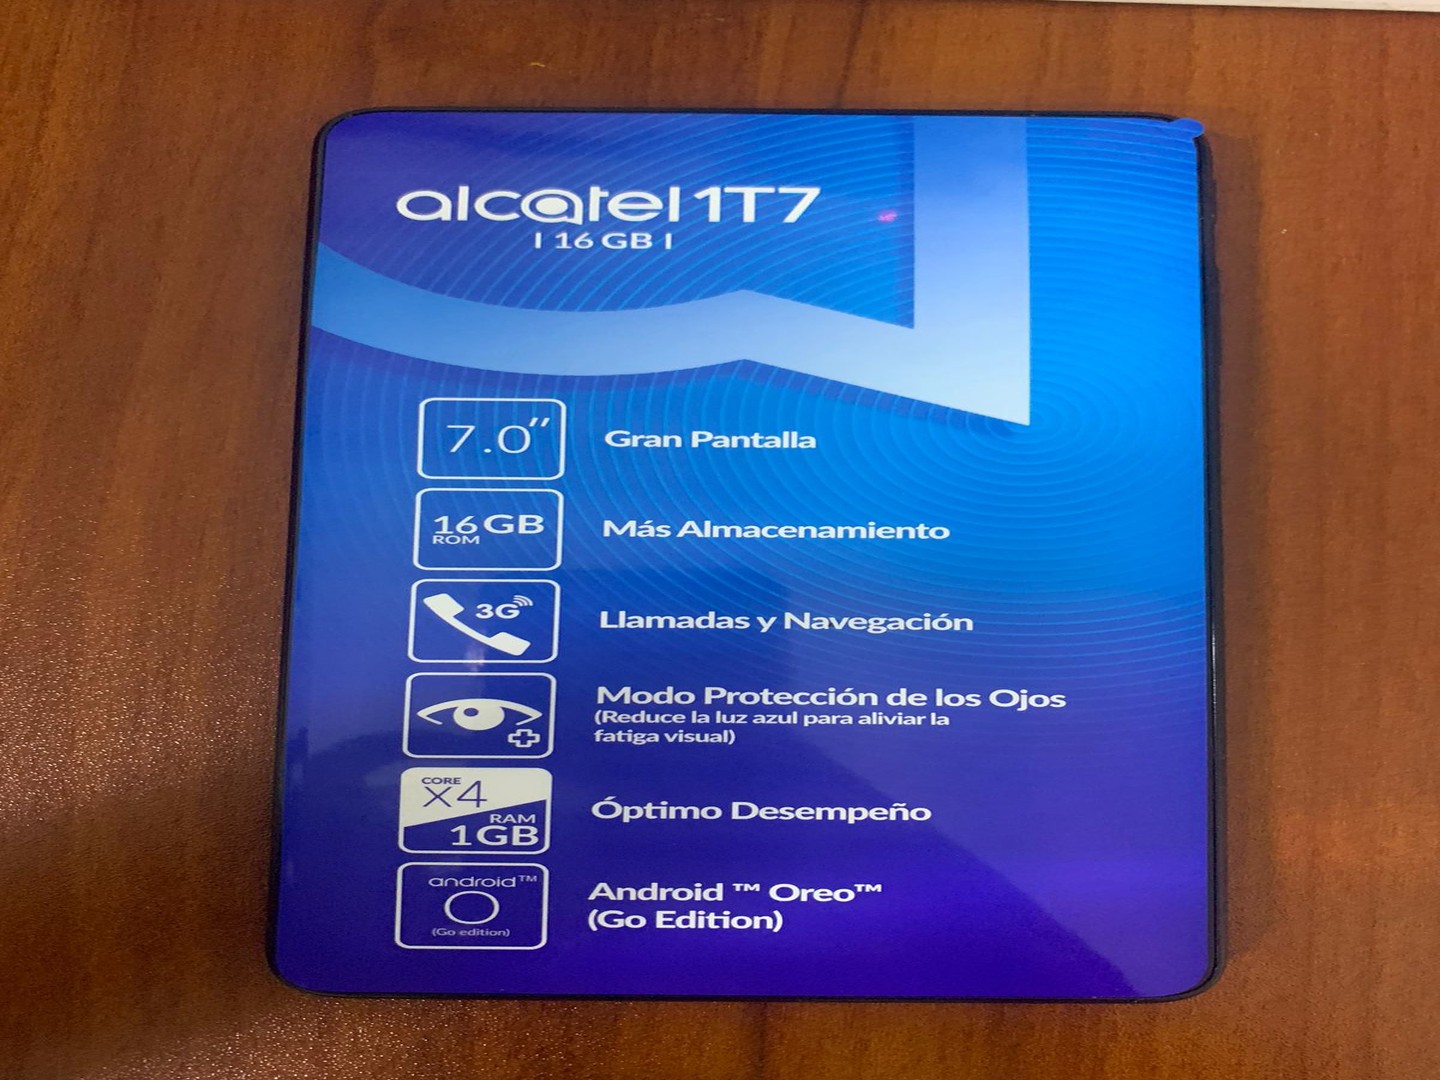 alcatel 1T7
| 16 GB |
7.0" Gran Pantalla
16 GB
ROM
Más Almacenamiento
3G
Llamadas y Navegación
Modo Protección de los Ojos
(Reduce la luz azul para aliviar la
fatiga visual)
CORE
X4
RAM
1GB
Óptimo Desempeño
android™
(Go edition)
Android ™ Oreo™
(Go Edition)